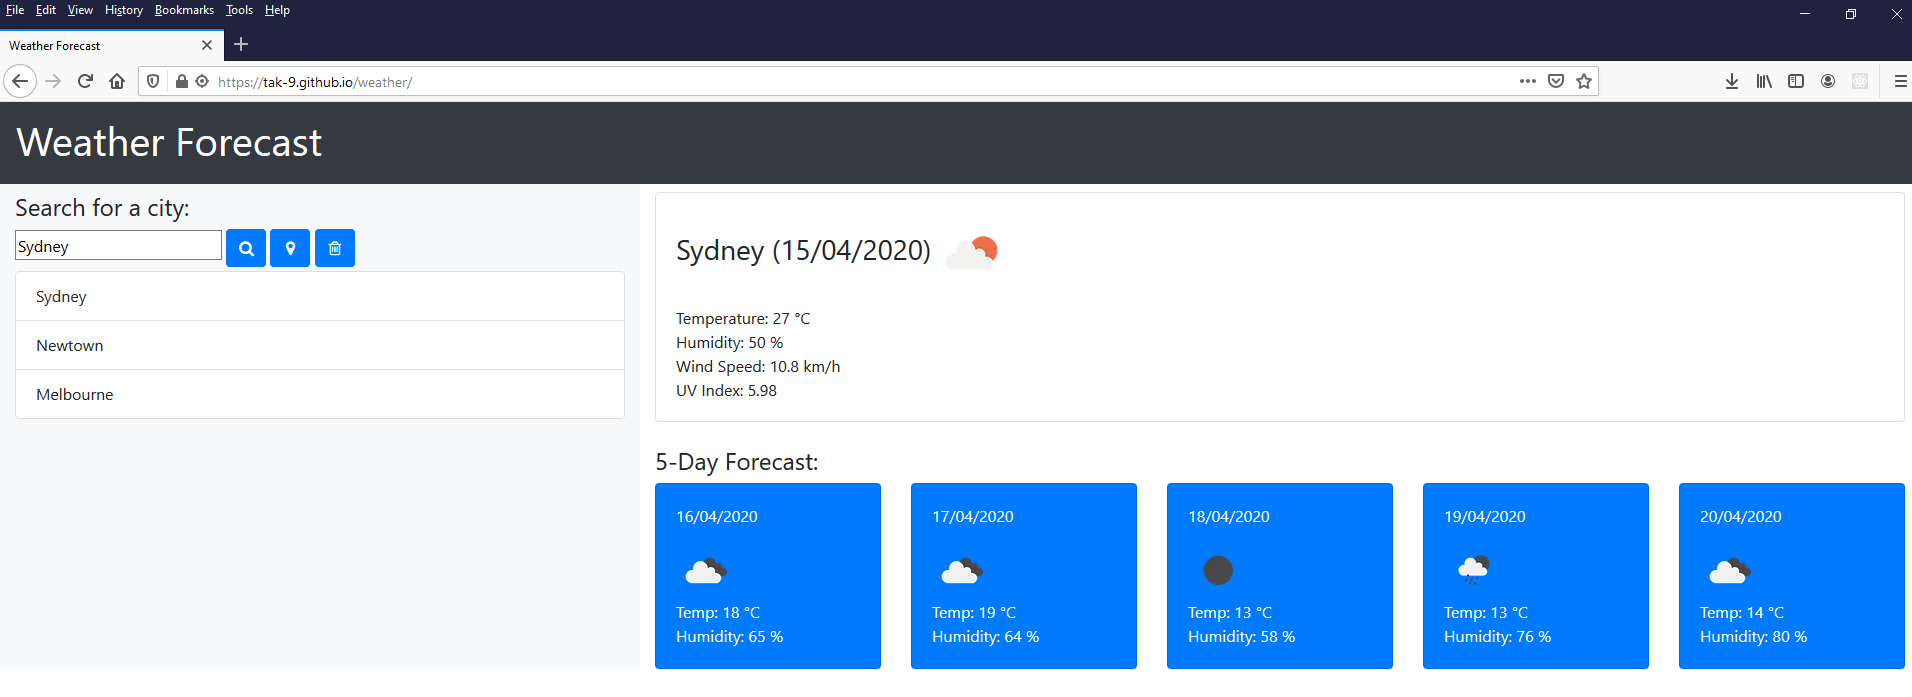 File Edit View History Bookmarks Tools Help
Weather Forecast
https://tak-9.github.io/weather/
Weather Forecast
Search for a city:
Sydney
Sydney
Newtown
Melbourne
Sydney (15/04/2020)
Temperature: 27 °C
Humidity: 50 %
Wind Speed: 10.8 km/h
UV Index: 5.98
5-Day Forecast:
16/04/2020
Temp: 18 °C
Humidity: 65 %
17/04/2020
Temp: 19 °C
Humidity: 64 %
18/04/2020
Temp: 13 °C
Humidity: 58 %
19/04/2020
Temp: 13 °C
Humidity: 76 %
20/04/2020
Temp: 14 °C
Humidity: 80 %